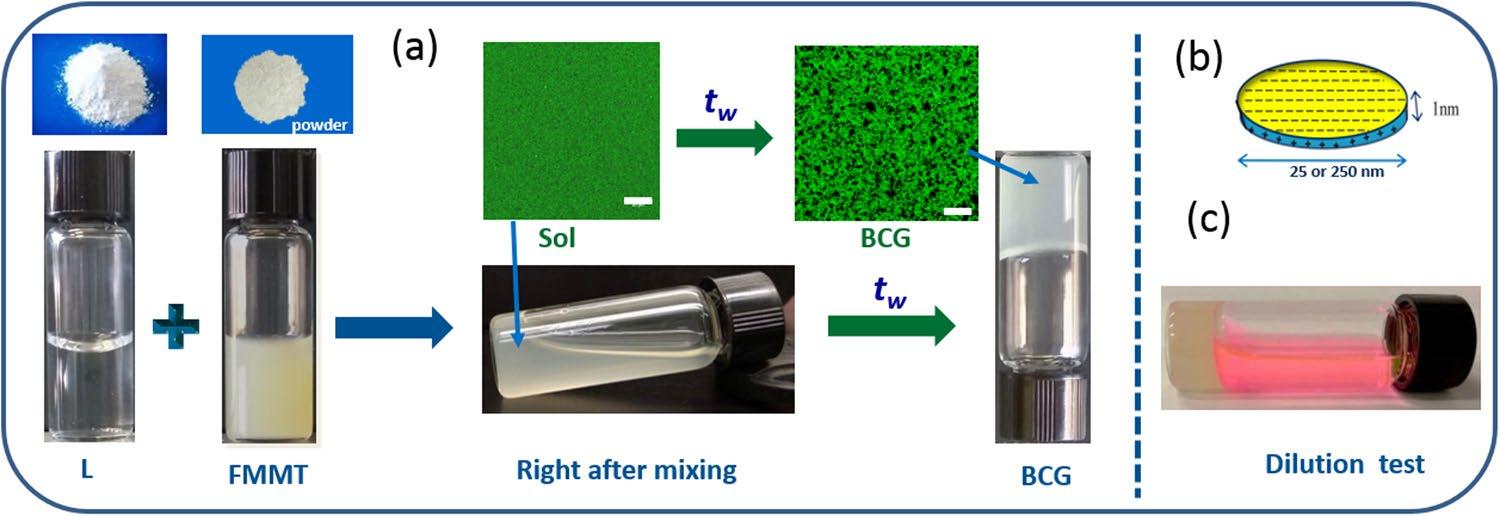 (a)
powder
t_w
Sol
BCG
t_w
L
FMMT
Right after mixing
BCG
(b)
1nm
25 or 250 nm
(c)
Dilution test